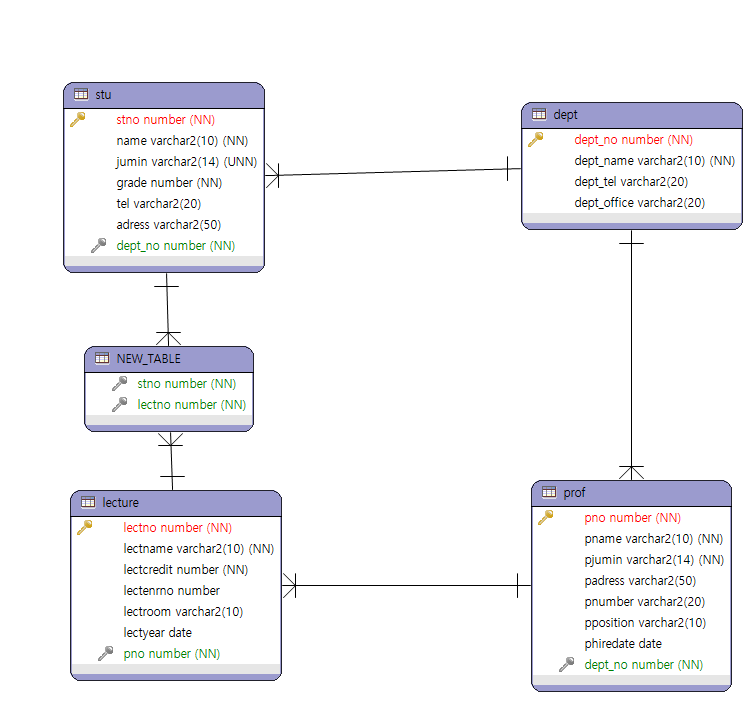 stu
stno number (NN)
name varchar2(10) (NN)
jumin varchar2(14) (UNN)
grade number (NN)
tel varchar2(20)
adress varchar2(50)
dept_no number (NN)
dept
dept_no number (NN)
dept_name varchar2(10) (NN)
dept_tel varchar2(20)
dept_office varchar2(20)
NEW_TABLE
stno number (NN)
lectno number (NN)
lecture
lectno number (NN)
lectname varchar2(10) (NN)
lectcredit number (NN)
lectenrno number
lectroom varchar2(10)
lectyear date
pno number (NN)
prof
pno number (NN)
pname varchar2(10) (NN)
pjumin varchar2(14) (NN)
padress varchar2(50)
pnumber varchar2(20)
pposition varchar2(10)
phiredate date
dept_no number (NN)